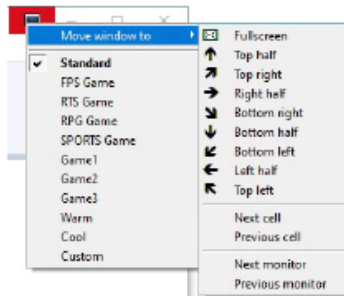 Move window to
Standard
FPS Game
RTS Game
RPG Game
SPORTS Game
Game1
Game2
Game3
Warm
Cool
Custom
Fullscreen
Top half
Top right
Right half
Bottom right
Bottom half
Bottom left
Left half
Top left
Next cell
Previous cell
Next monitor
Previous monitor